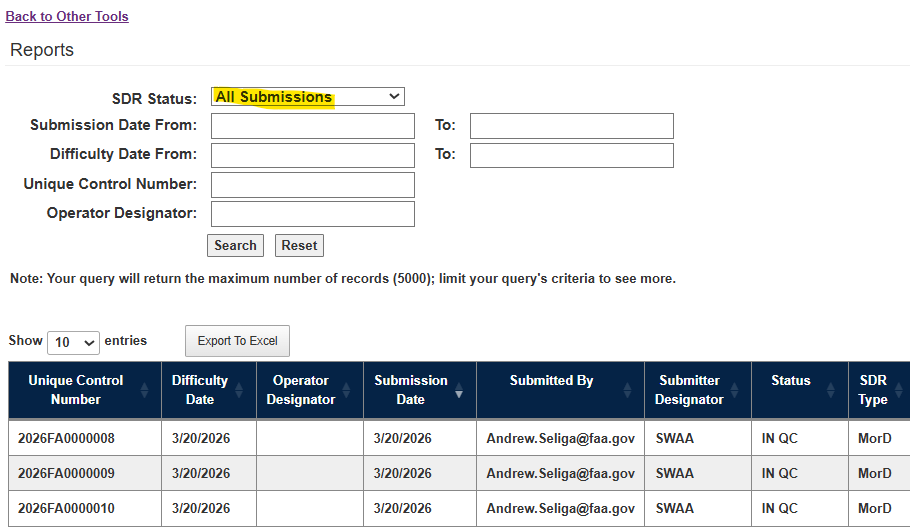 Back to Other Tools
Reports
SDR Status: All Submissions
Submission Date From: To:
Difficulty Date From: To:
Unique Control Number:
Operator Designator:
Search Reset
Note: Your query will return the maximum number of records (5000); limit your query's criteria to see more.
Show 10 entries Export To Excel
Unique Control Number Difficulty Date Operator Designator Submission Date Submitted By Submitter Designator Status SDR Type
2026FA0000008 3/20/2026 3/20/2026 Andrew.Seliga@faa.gov SWAA IN QC MorD
2026FA0000009 3/20/2026 3/20/2026 Andrew.Seliga@faa.gov SWAA IN QC MorD
2026FA0000010 3/20/2026 3/20/2026 Andrew.Seliga@faa.gov SWAA IN QC MorD